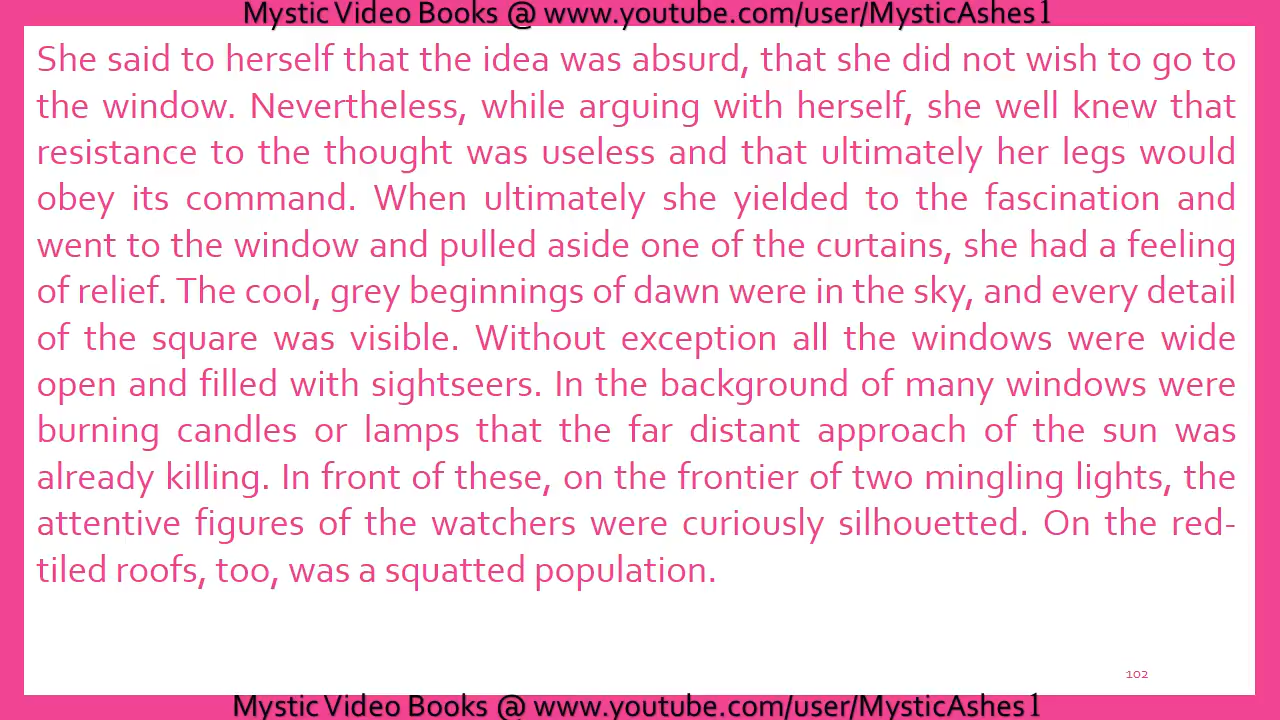 Mystic Video Books @ www.youtube.com/user/MysticAshes1
She said to herself that the idea was absurd, that she did not wish to go to
the window. Nevertheless, while arguing with herself, she well knew that
resistance to the thought was useless and that ultimately her legs would
obey its command. When ultimately she yielded to the fascination and
went to the window and pulled aside one of the curtains, she had a feeling
of relief. The cool, grey beginnings of dawn were in the sky, and every detail
of the square was visible. Without exception all the windows were wide
open and filled with sightseers. In the background of many windows were
burning candles or lamps that the far distant approach of the sun was
already killing. In front of these, on the frontier of two mingling lights, the
attentive figures of the watchers were curiously silhouetted. On the red-
tiled roofs, too, was a squatted population.
102
Mystic Video Books @ www.youtube.com/user/MysticAshes1